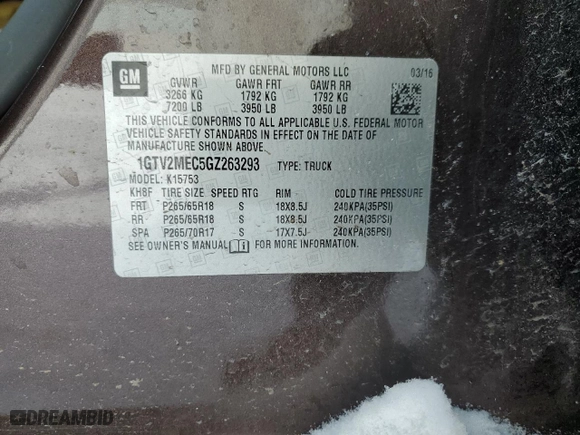 GM
MFD BY GENERAL MOTORS LLC
03/16
GVWR GAWR FRT GAWR RR
3266 KG 1792 KG 1792 KG
7200 LB 3950 LB 3950 LB
THIS VEHICLE CONFORMS TO ALL APPLICABLE U.S. FEDERAL MOTOR
VEHICLE SAFETY STANDARDS IN EFFECT ON THE DATE OF
MANUFACTURE SHOWN ABOVE.
1GTV2MEC5GZ263293 TYPE: TRUCK
MODEL: K15753
KH8F TIRE SIZE SPEED RTG RIM COLD TIRE PRESSURE
FRT P265/65R18 S 18X8.5J 240KPA(35PSI)
RR P265/65R18 S 18X8.5J 240KPA(35PSI)
SPA P265/70R17 S 17X7.5J 240KPA(35PSI)
SEE OWNER'S MANUAL FOR MORE INFORMATION.
DREAMBID